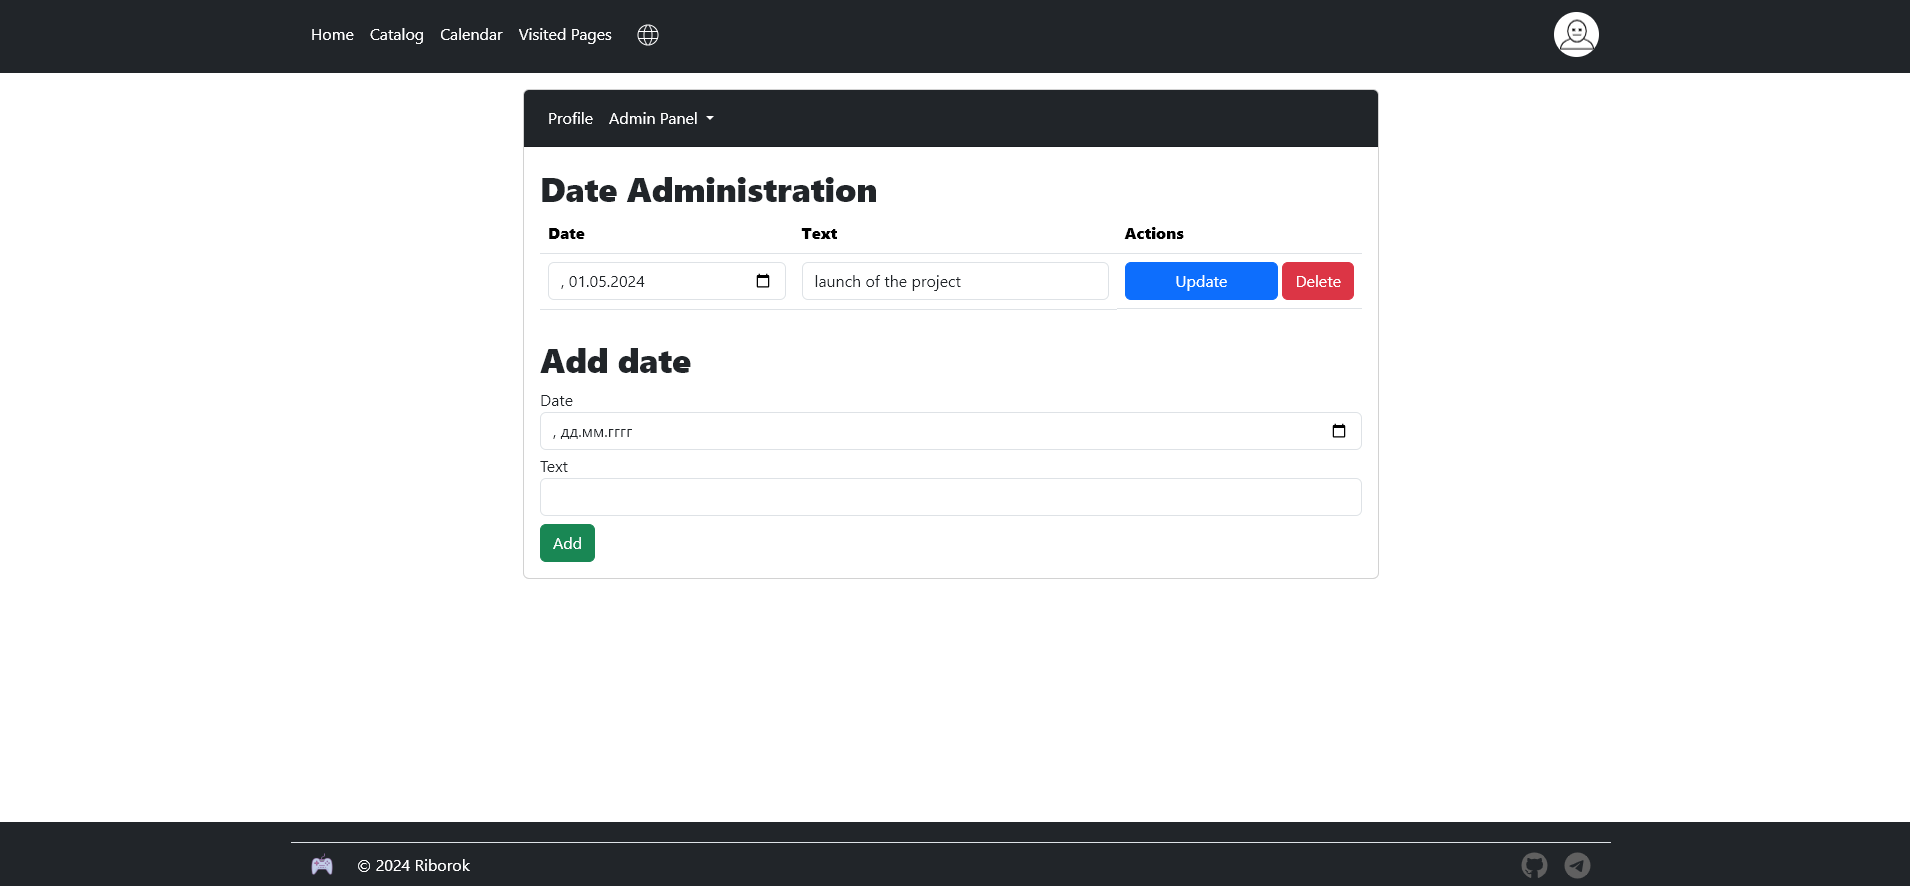 Home Catalog Calendar Visited Pages
Profile Admin Panel
Date Administration
Date Text Actions
, 01.05.2024 launch of the project Update Delete
Add date
Date
, дд.мм.гггг
Text
Add
© 2024 Riborok